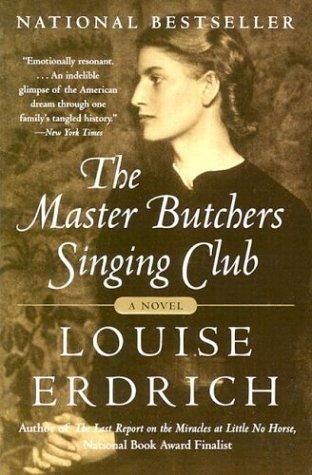 NATIONAL BESTSELLER
"Emotionally resonant.
. . . An indelible
glimpse of the American
dream through one
family's tangled history."
—New York Times
The
Master Butchers
Singing Club
A NOVEL
LOUISE
ERDRICH
Author of The Last Report on the Miracles at Little No Horse,
National Book Award Finalist